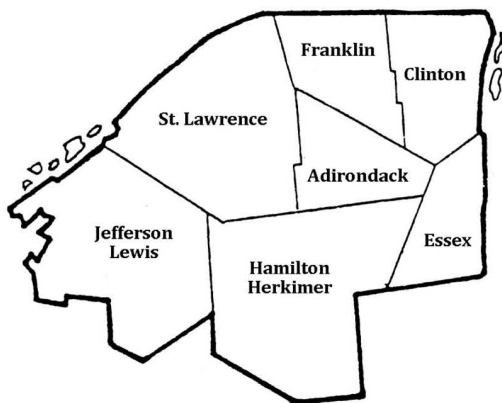 Franklin
Clinton
St. Lawrence
Adirondack
Jefferson
Lewis
Essex
Hamilton
Herkimer